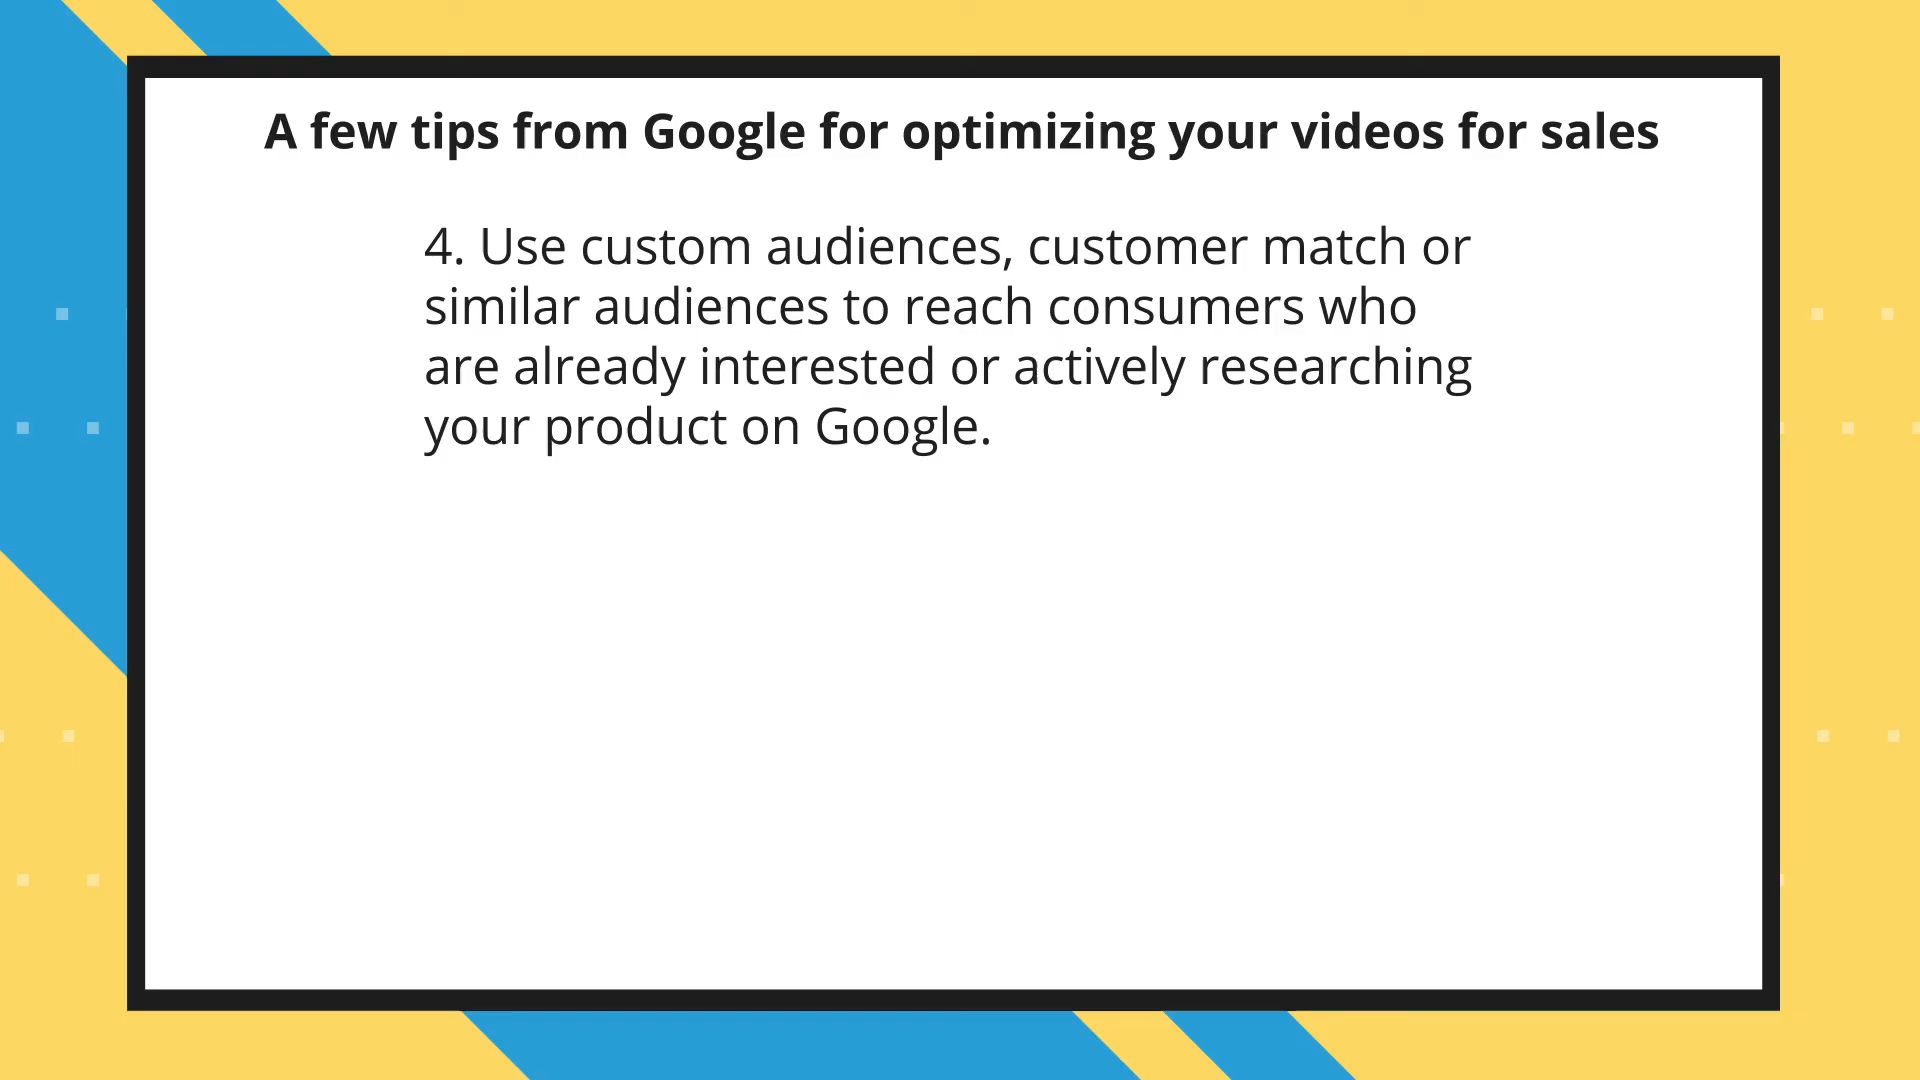 A few tips from Google for optimizing your videos for sales
4. Use custom audiences, customer match or
similar audiences to reach consumers who
are already interested or actively researching
your product on Google.